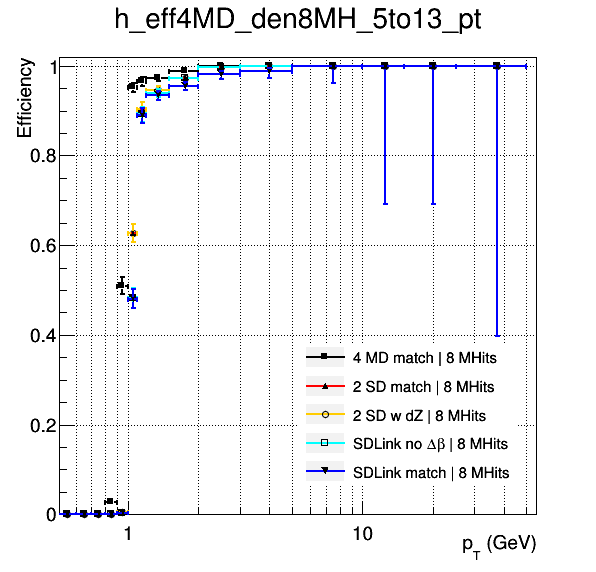 h_eff4MD_den8MH_5to13_pt
Efficiency
1
0.8
0.6
0.4
0.2
0
4 MD match | 8 MHits
2 SD match | 8 MHits
2 SD w dZ | 8 MHits
SDLink no Δβ | 8 MHits
SDLink match | 8 MHits
1 10
p_T (GeV)